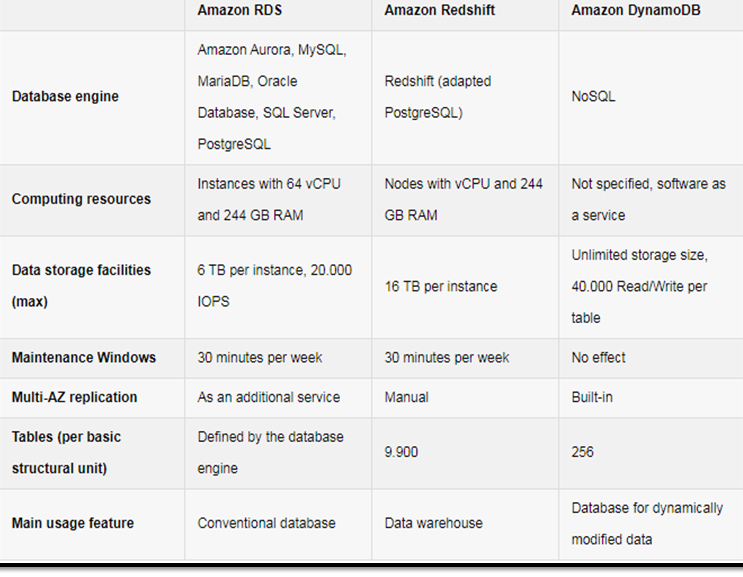 Amazon RDS Amazon Redshift Amazon DynamoDB
Database engine
Amazon Aurora, MySQL,
MariaDB, Oracle
Database, SQL Server,
PostgreSQL
Redshift (adapted
PostgreSQL)
NoSQL
Computing resources
Instances with 64 vCPU
and 244 GB RAM
Nodes with vCPU and 244
GB RAM
Not specified, software as
a service
Data storage facilities
(max)
6 TB per instance, 20.000
IOPS
16 TB per instance
Unlimited storage size,
40.000 Read/Write per
table
Maintenance Windows
30 minutes per week
30 minutes per week
No effect
Multi-AZ replication
As an additional service
Manual
Built-in
Tables (per basic
structural unit)
Defined by the database
engine
9.900
256
Main usage feature
Conventional database
Data warehouse
Database for dynamically
modified data